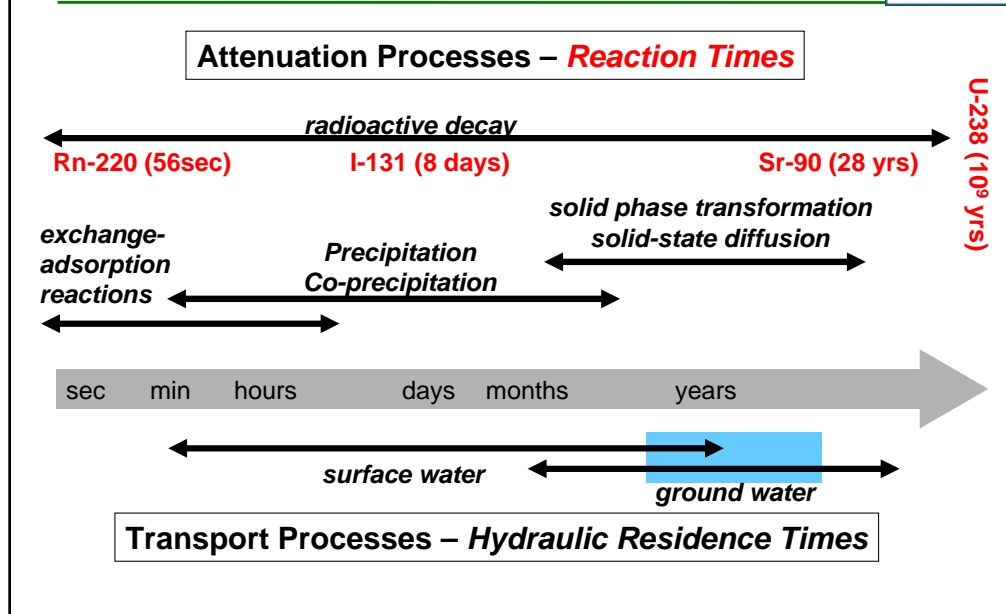 Attenuation Processes – Reaction Times
radioactive decay
Rn-220 (56sec) I-131 (8 days) Sr-90 (28 yrs)
U-238 (10⁹ yrs)
exchange-
adsorption
reactions
Precipitation
Co-precipitation
solid phase transformation
solid-state diffusion
sec min hours days months years
surface water
ground water
Transport Processes – Hydraulic Residence Times